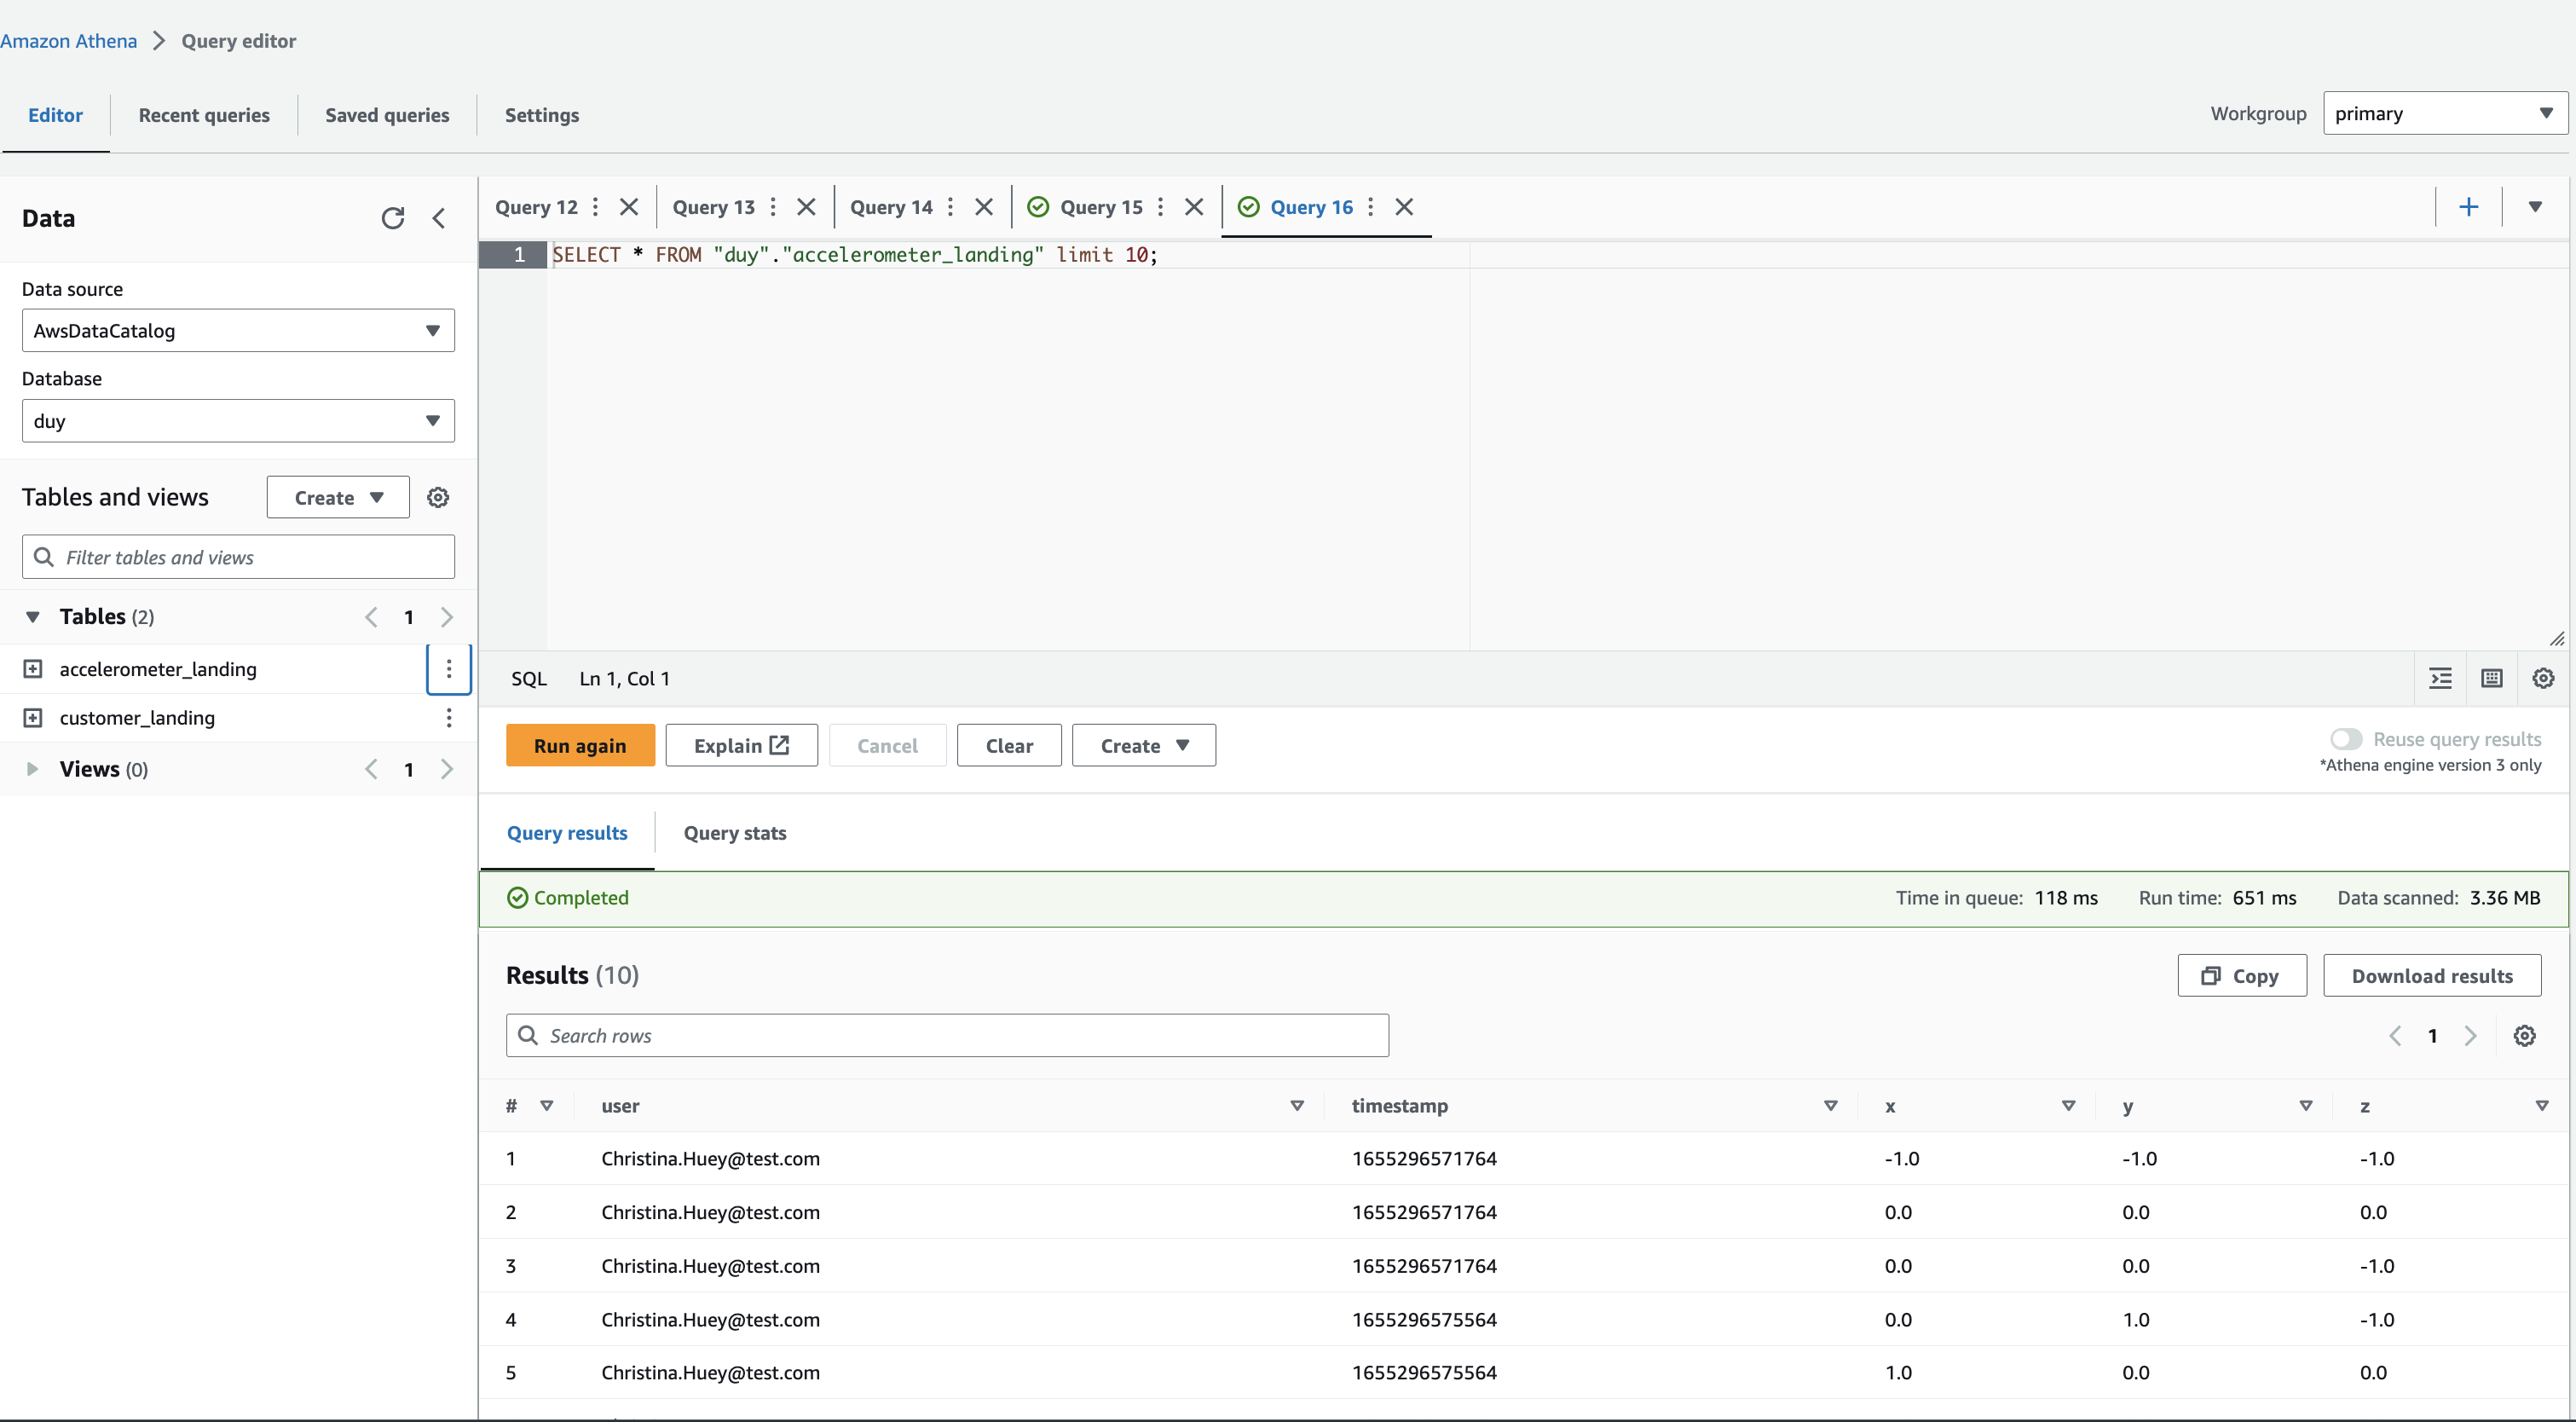 Amazon Athena > Query editor
Editor Recent queries Saved queries Settings
Workgroup primary
Data
Data source
AwsDataCatalog
Database
duy
Tables and views Create
Filter tables and views
Tables (2) 1
accelerometer_landing
customer_landing
Views (0) 1
Query 12 Query 13 Query 14 Query 15 Query 16
1 SELECT * FROM "duy"."accelerometer_landing" limit 10;
SQL Ln 1, Col 1
Run again Explain Cancel Clear Create
Reuse query results
*Athena engine version 3 only
Query results Query stats
Completed Time in queue: 118 ms Run time: 651 ms Data scanned: 3.36 MB
Results (10) Copy Download results
Search rows 1
# user timestamp x y z
1 Christina.Huey@test.com 1655296571764 -1.0 -1.0 -1.0
2 Christina.Huey@test.com 1655296571764 0.0 0.0 0.0
3 Christina.Huey@test.com 1655296571764 0.0 0.0 -1.0
4 Christina.Huey@test.com 1655296575564 0.0 1.0 -1.0
5 Christina.Huey@test.com 1655296575564 1.0 0.0 0.0